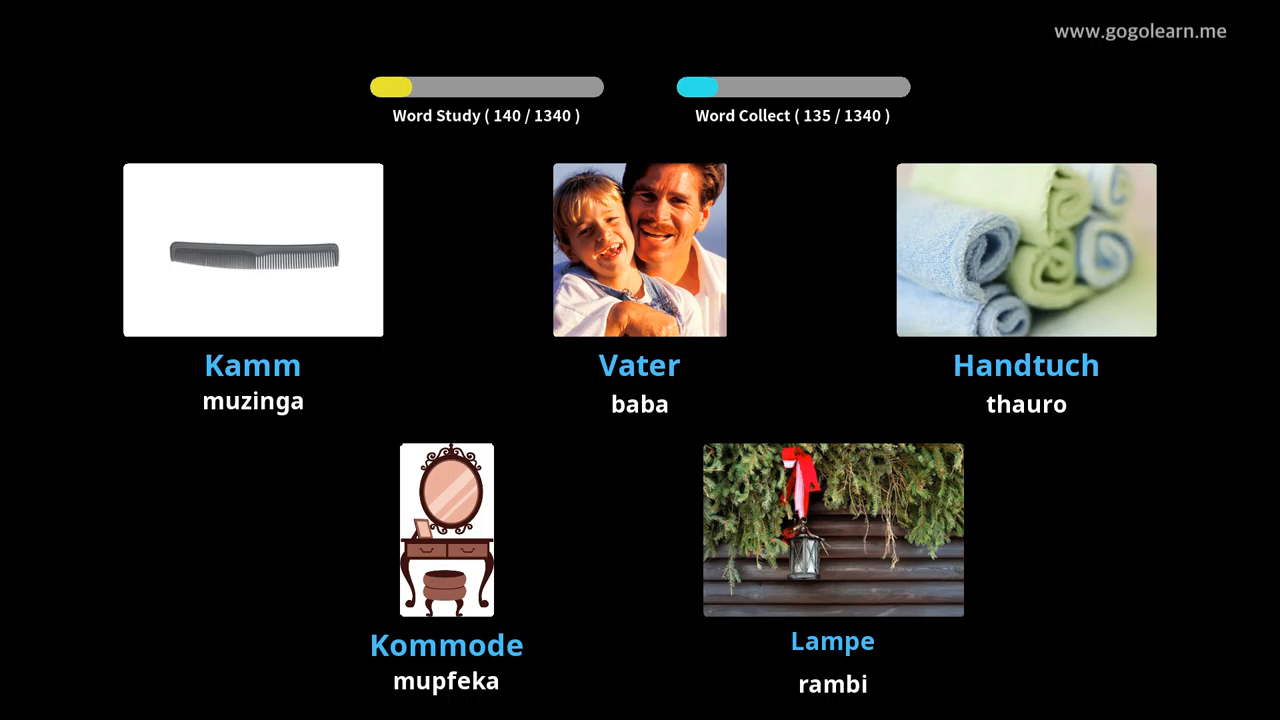 www.gogolearn.me
Word Study ( 140 / 1340 )
Word Collect ( 135 / 1340 )
Kamm
muzinga
Vater
baba
Handtuch
thauro
Kommode
mupfeka
Lampe
rambi